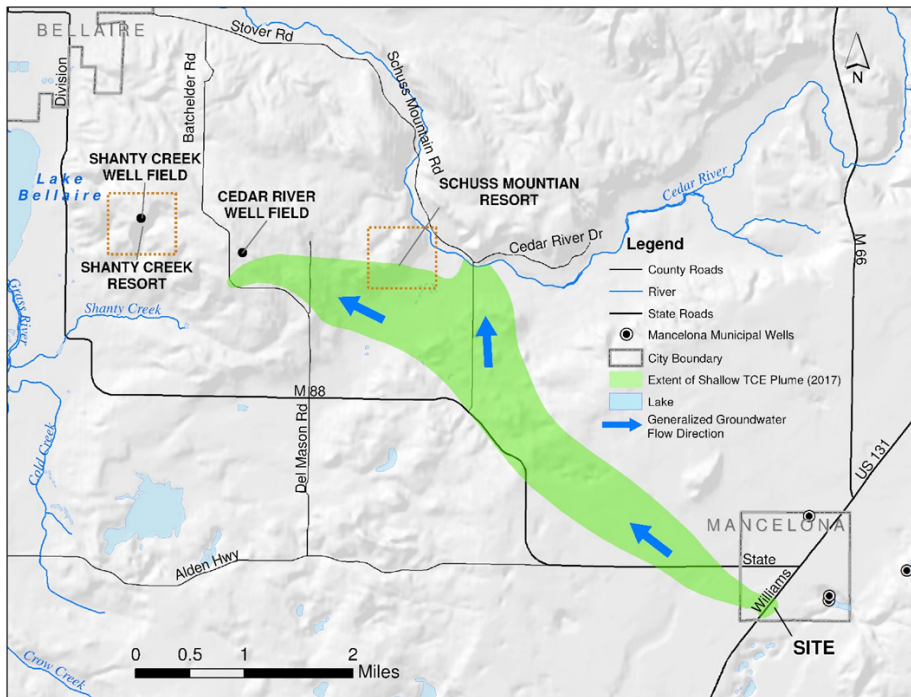 BELLAIRE
Division
Batchelder Rd
Stover Rd
Schuss Mountain Rd
N
SHANTY CREEK
WELL FIELD
Lake
Bellaire
CEDAR RIVER
WELL FIELD
SCHUSS MOUNTIAN
RESORT
Cedar River
M 66
Cedar River Dr
SHANTY CREEK
RESORT
Grass River
Shanty Creek
Legend
County Roads
River
State Roads
Mancelona Municipal Wells
City Boundary
Extent of Shallow TCE Plume (2017)
Lake
Generalized Groundwater
Flow Direction
M 88
Del Mason Rd
Cold Creek
US 131
MANCELONA
Alden Hwy
State
Williams
SITE
Crow Creek
0 0.5 1 2
Miles